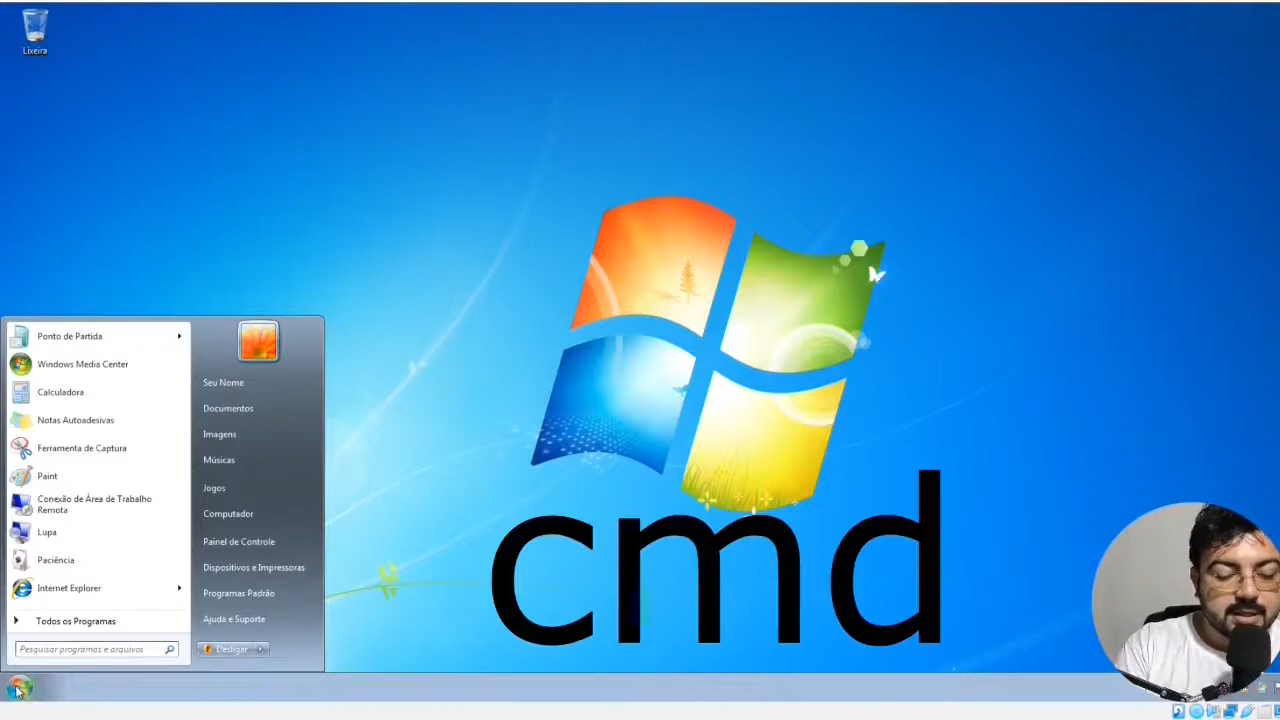 Lixeira
Ponto de Partida
Windows Media Center
Calculadora
Notas Autoadesivas
Ferramenta de Captura
Paint
Conexão de Área de Trabalho
Remota
Lupa
Paciência
Internet Explorer
Todos os Programas
Pesquisar programas e arquivos
Seu Nome
Documentos
Imagens
Músicas
Jogos
Computador
Painel de Controle
Dispositivos e Impressoras
Programas Padrão
Ajuda e Suporte
Desligar
cmd